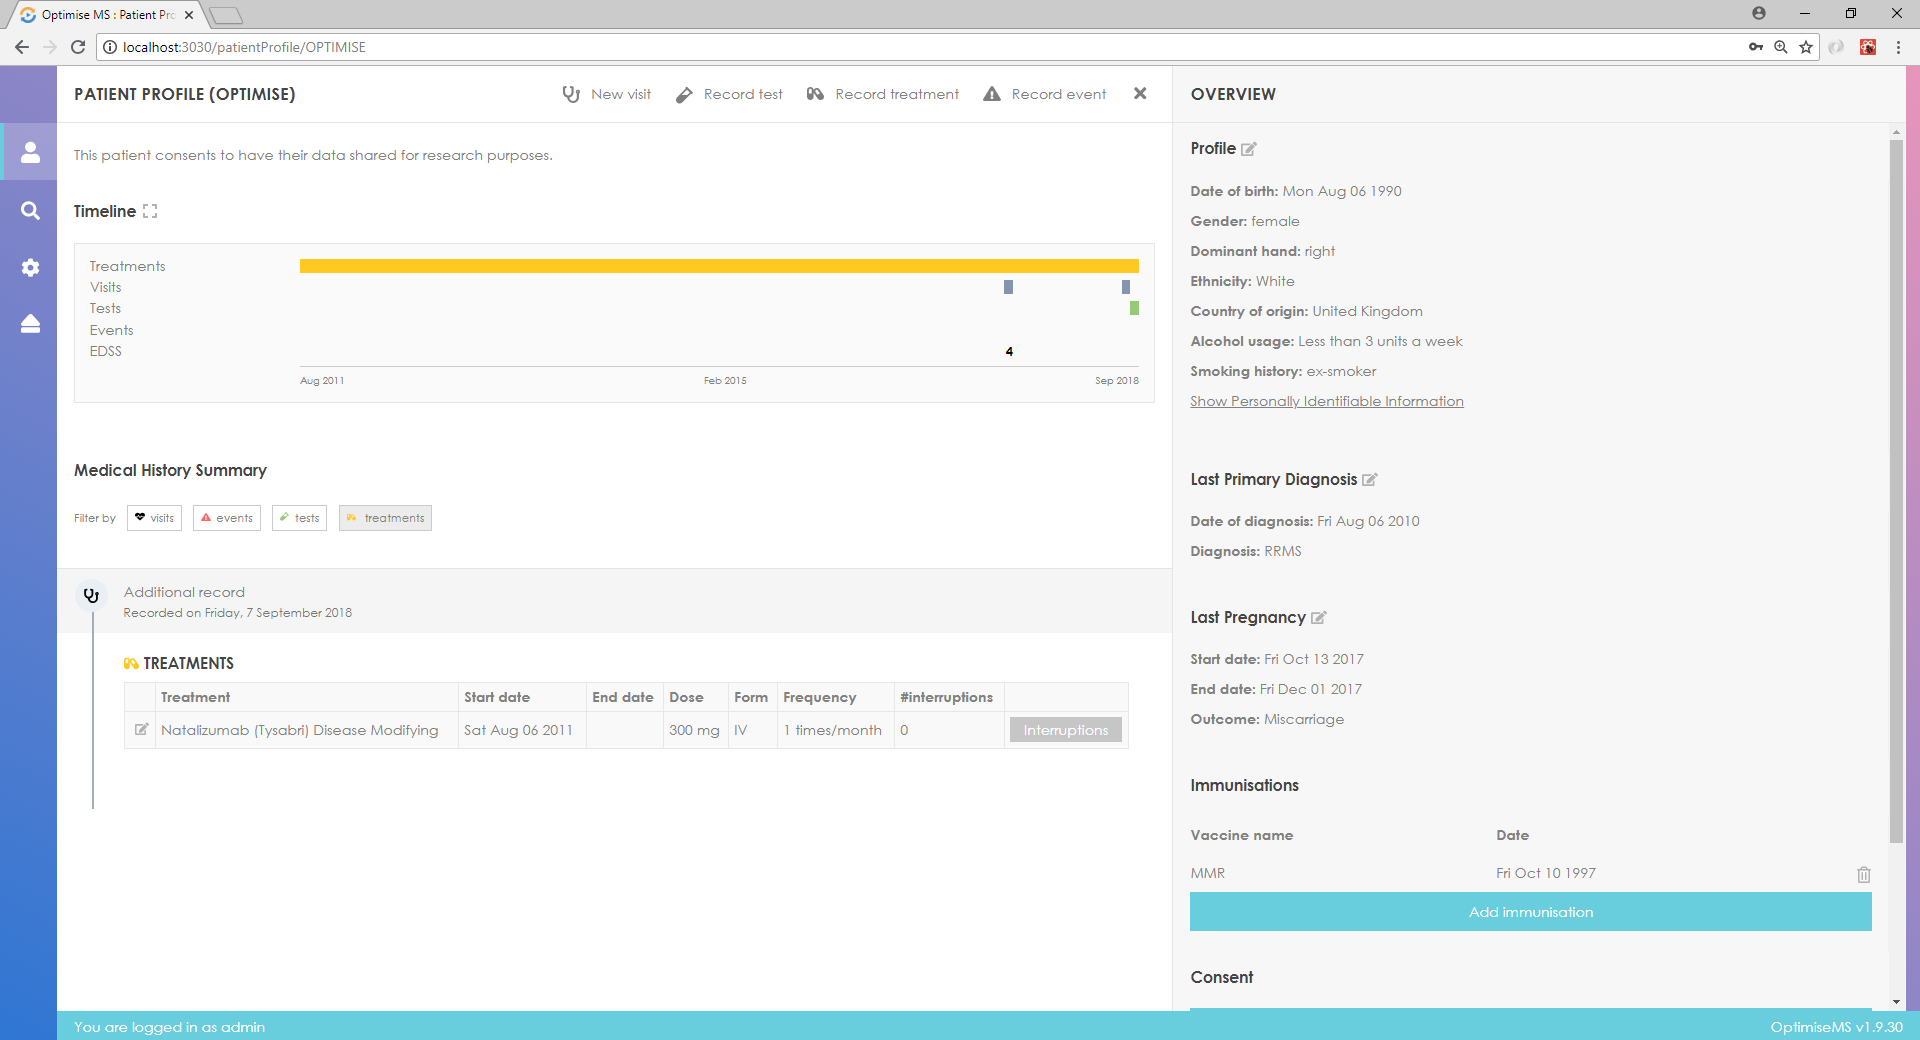 Optimise MS : Patient Pro
localhost:3030/patientProfile/OPTIMISE
PATIENT PROFILE (OPTIMISE)
New visit
Record test
Record treatment
Record event
This patient consents to have their data shared for research purposes.
Timeline
Treatments
Visits
Tests
Events
EDSS
4
Aug 2011
Feb 2015
Sep 2018
Medical History Summary
Filter by
visits
events
tests
treatments
Additional record
Recorded on Friday, 7 September 2018
TREATMENTS
Treatment Start date End date Dose Form Frequency #interruptions
Natalizumab (Tysabri) Disease Modifying Sat Aug 06 2011 300 mg IV 1 times/month 0 Interruptions
OVERVIEW
Profile
Date of birth: Mon Aug 06 1990
Gender: female
Dominant hand: right
Ethnicity: White
Country of origin: United Kingdom
Alcohol usage: Less than 3 units a week
Smoking history: ex-smoker
Show Personally Identifiable Information
Last Primary Diagnosis
Date of diagnosis: Fri Aug 06 2010
Diagnosis: RRMS
Last Pregnancy
Start date: Fri Oct 13 2017
End date: Fri Dec 01 2017
Outcome: Miscarriage
Immunisations
Vaccine name Date
MMR Fri Oct 10 1997
Add immunisation
Consent
You are logged in as admin
OptimiseMS v1.9.30